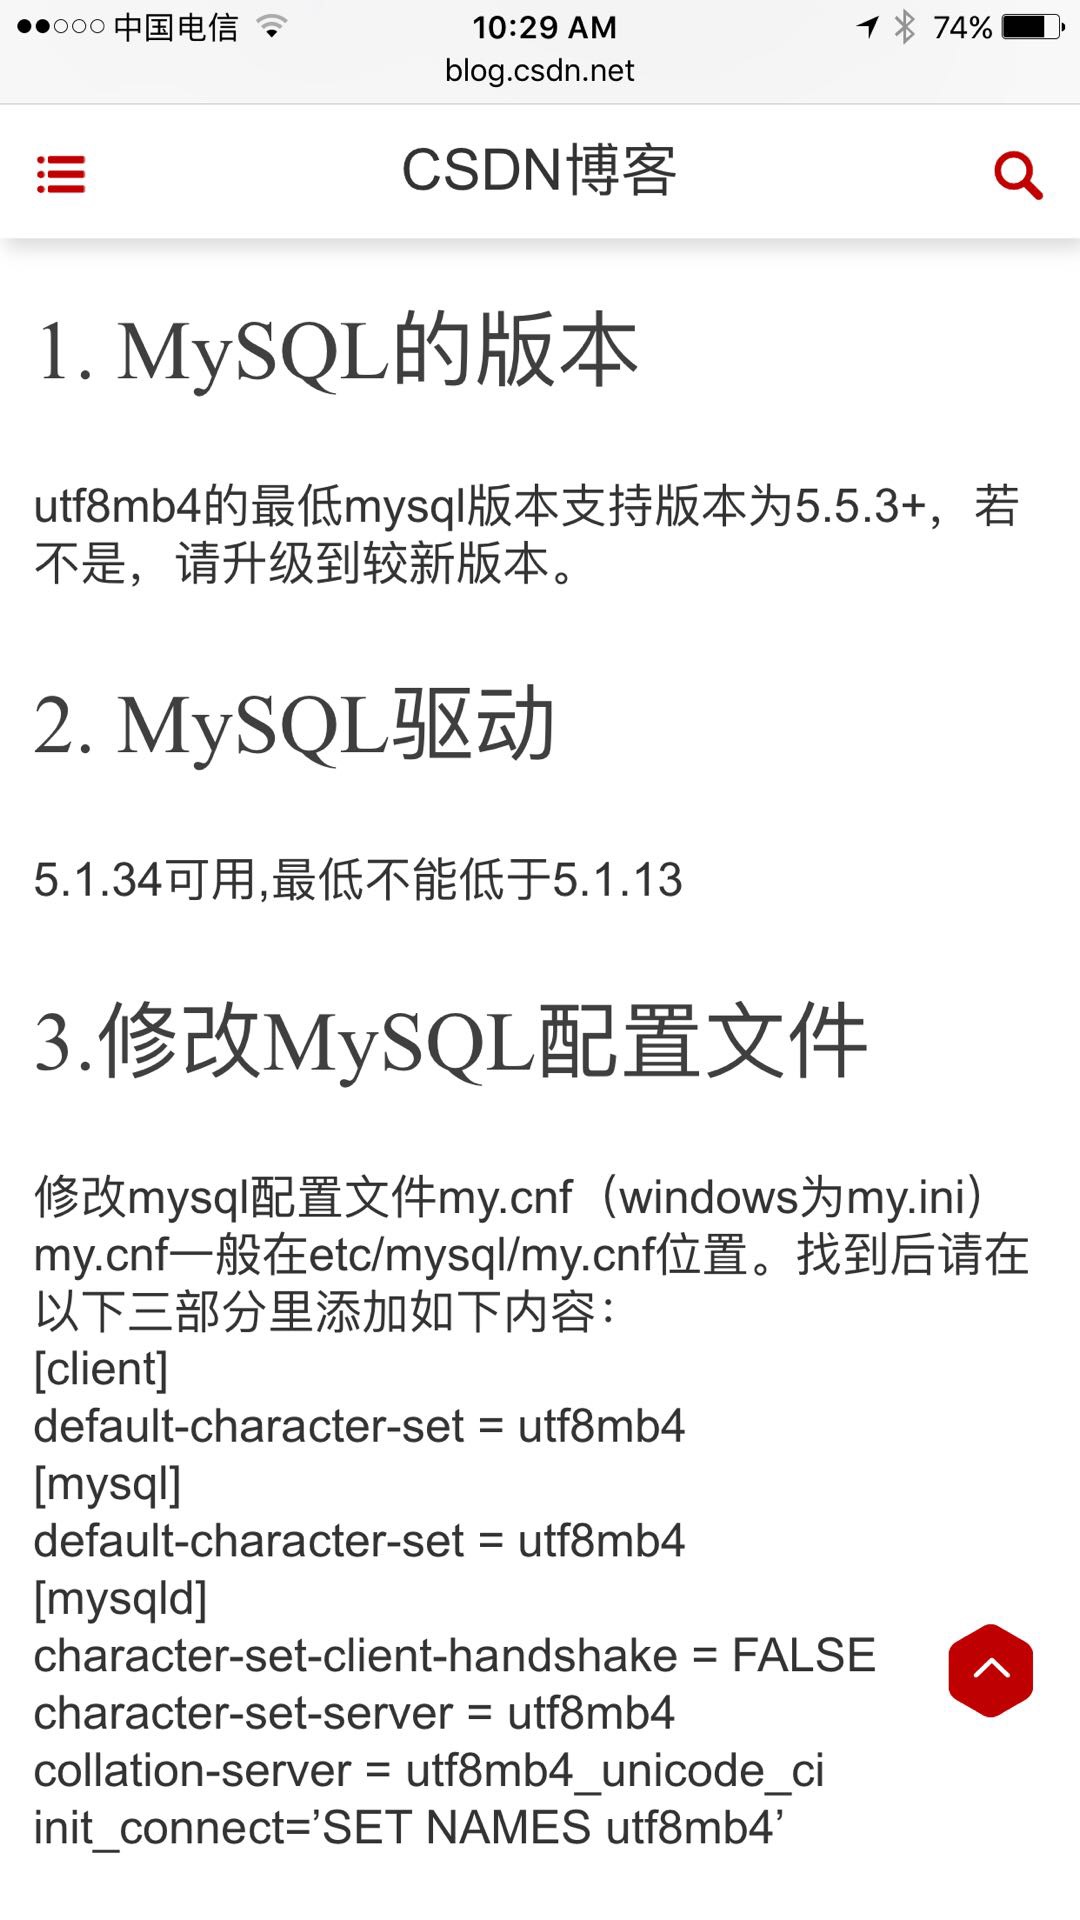 中国电信 10:29 AM 74%
blog.csdn.net
CSDN博客
1. MySQL的版本
utf8mb4的最低mysql版本支持版本为5.5.3+，若
不是，请升级到较新版本。
2. MySQL驱动
5.1.34可用,最低不能低于5.1.13
3.修改MySQL配置文件
修改mysql配置文件my.cnf（windows为my.ini）
my.cnf一般在etc/mysql/my.cnf位置。找到后请在
以下三部分里添加如下内容：
[client]
default-character-set = utf8mb4
[mysql]
default-character-set = utf8mb4
[mysqld]
character-set-client-handshake = FALSE
character-set-server = utf8mb4
collation-server = utf8mb4_unicode_ci
init_connect=’SET NAMES utf8mb4’